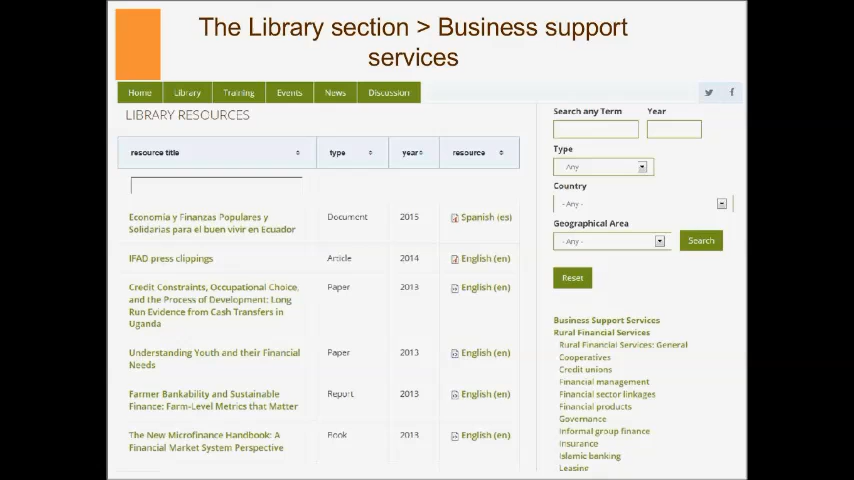 The Library section > Business support
services
Home Library Training Events News Discussion
LIBRARY RESOURCES
resource title type year resource
Economia y Finanzas Populares y
Solidarias para el buen vivir en Ecuador
Document 2015 Spanish (es)
IFAD press clippings Article 2014 English (en)
Credit Constraints, Occupational Choice,
and the Process of Development: Long
Run Evidence from Cash Transfers in
Uganda
Paper 2013 English (en)
Understanding Youth and their Financial
Needs
Paper 2013 English (en)
Farmer Bankability and Sustainable
Finance: Farm-Level Metrics that Matter
Report 2013 English (en)
The New Microfinance Handbook: A
Financial Market System Perspective
Book 2013 English (en)
Search any Term Year
Type
- Any -
Country
- Any -
Geographical Area
- Any -
Search
Reset
Business Support Services
Rural Financial Services
Rural Financial Services: General
Cooperatives
Credit unions
Financial management
Financial sector linkages
Financial products
Governance
Informal group finance
Insurance
Islamic banking
Leasing